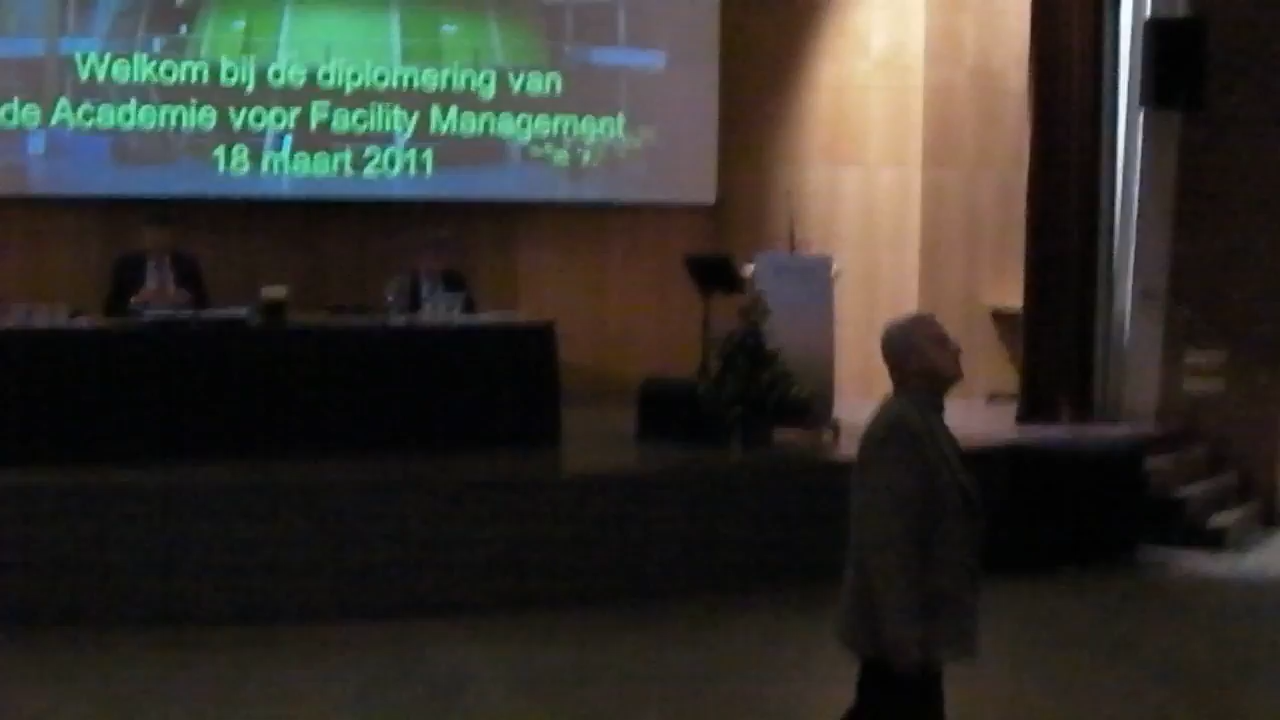 Welkom bij de diplomering van
de Academie voor Facility Management
18 maart 2011